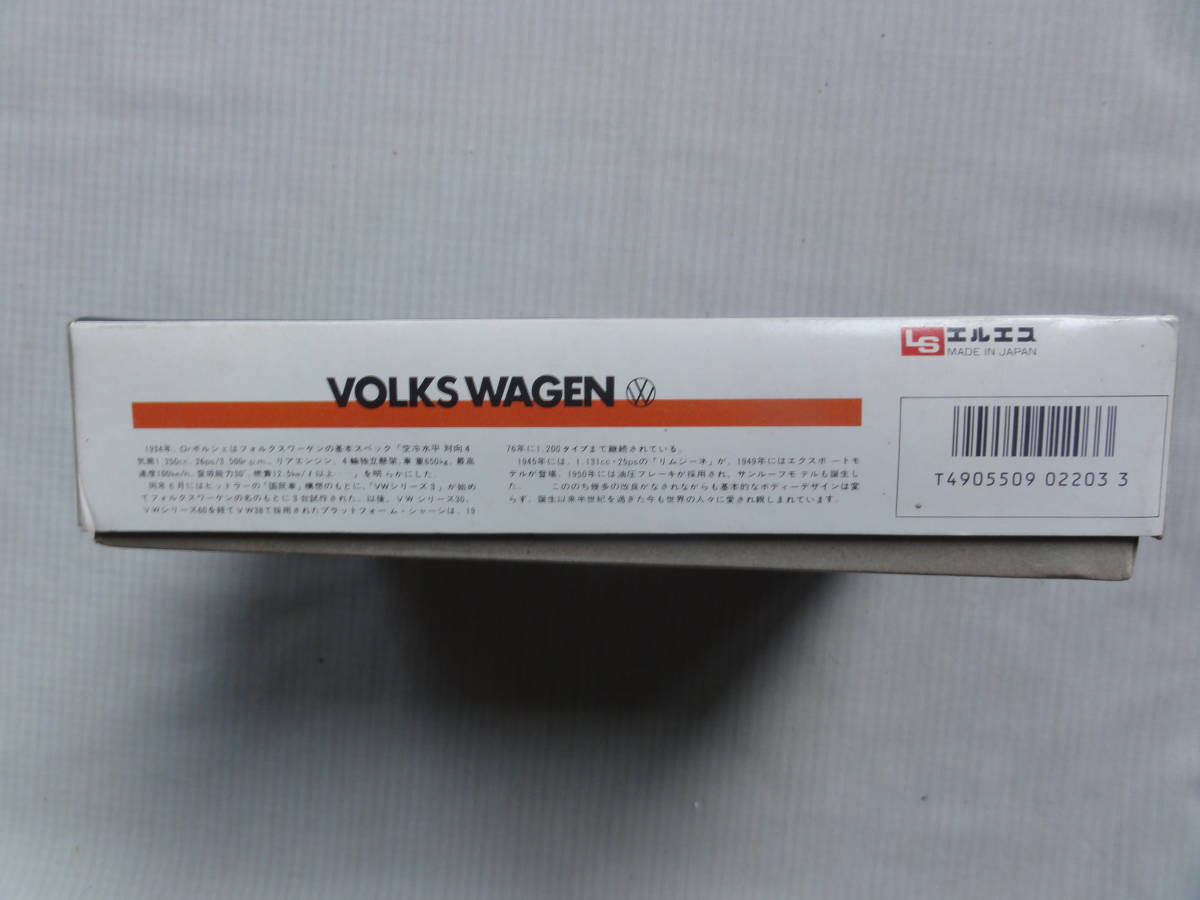 LS エルエス
MADE IN JAPAN
VOLKS WAGEN
1934年、Drポルシェはフォルクスワーゲンの基本スペック「空冷水平対向4
気筒1,250cc、26ps/3,500r.p.m.、リアエンジン、4輪独立懸架、車重650kg、最高
速度100km/h、登坂能力30°、燃費12.5km/ℓ以上……」を明らかにした
同年6月にはヒットラーの「国民車」構想のもとに、「VWシリーズ3」が始め
てフォルクスワーゲンの名のもとに3台試作された。以後、VWシリーズ30、
VWシリーズ60を経てVW38で採用されたプラットフォーム・シャーシは、19
76年に1,200タイプまで継続されている。
1945年には、1,131cc・25psの「リムジーネ」が、1949年にはエクスポートモ
デルが登場。1950年には油圧ブレーキが採用され、サンルーフモデルも誕生し
た。 こののち幾多の改良がなされながらも基本的なボディーデザインは変
らず、誕生以来半世紀を過ぎた今も世界の人々に愛され親しまれています。
T4905509 02203 3